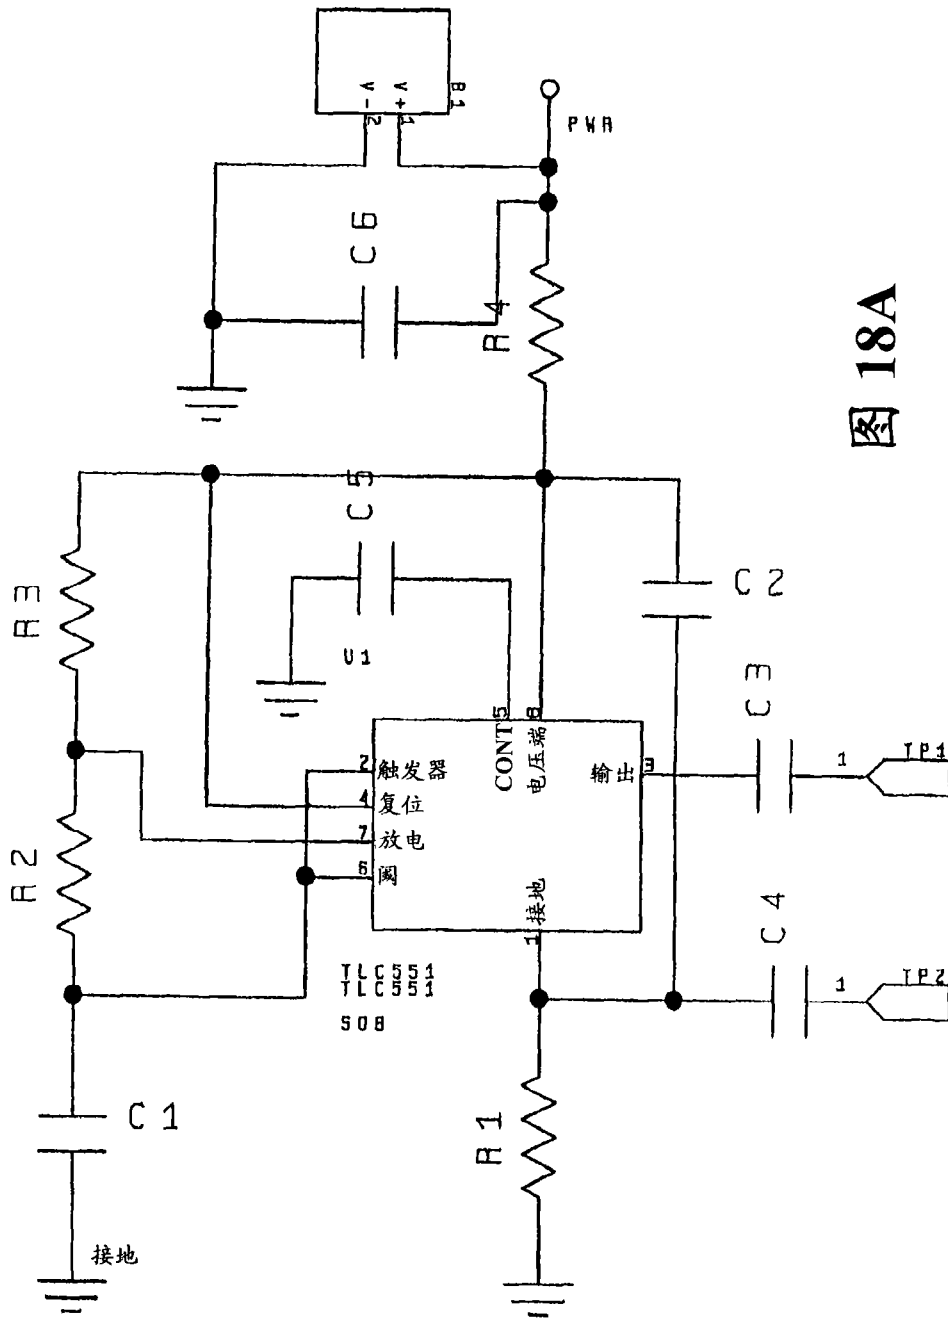 B1
V-
V+
2
1
PWR
C6
R4
图 18A
C5
R3
C2
U1
C3
5
8
CONT
电压端
2
触发器
4
复位
7
放电
6
阈
输出
3
1
TP1
R2
接地
1
C4
TLC551
TLC551
SO8
1
TP2
C1
R1
接地